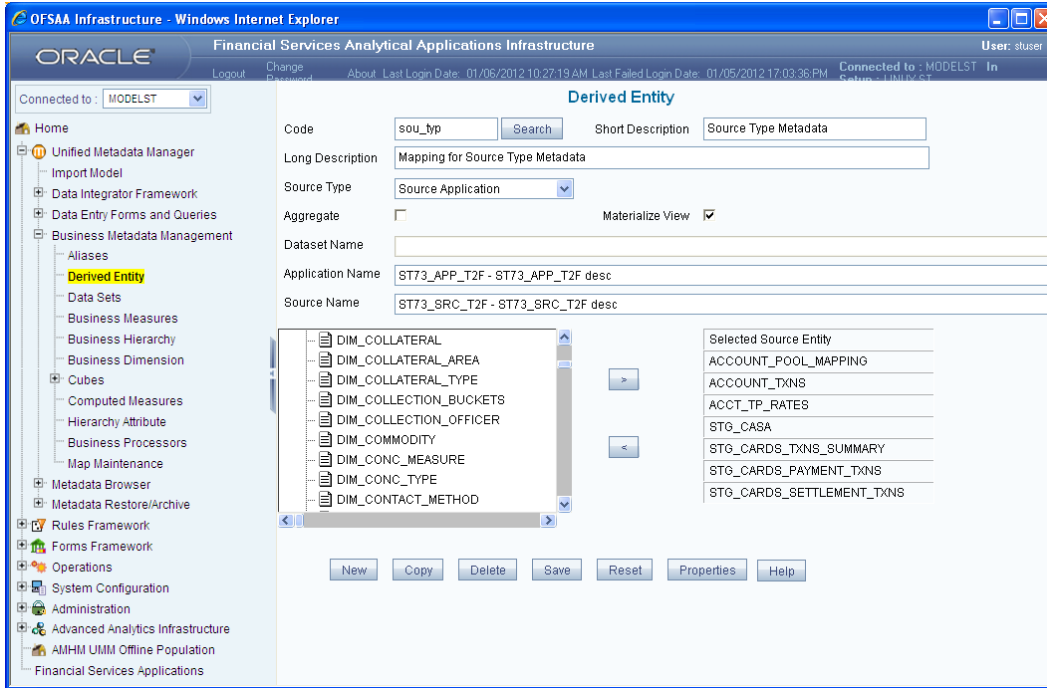 OFSAA Infrastructure - Windows Internet Explorer
ORACLE
Financial Services Analytical Applications Infrastructure
User: stuser
Logout
Change Password
About Last Login Date: 01/06/2012 10:27:19 AM Last Failed Login Date: 01/05/2012 17:03:36:PM
Connected to : MODELST In
Setup : LINUX ST
Connected to : MODELST
Home
Unified Metadata Manager
Import Model
Data Integrator Framework
Data Entry Forms and Queries
Business Metadata Management
Aliases
Derived Entity
Data Sets
Business Measures
Business Hierarchy
Business Dimension
Cubes
Computed Measures
Hierarchy Attribute
Business Processors
Map Maintenance
Metadata Browser
Metadata Restore/Archive
Rules Framework
Forms Framework
Operations
System Configuration
Administration
Advanced Analytics Infrastructure
AMHM UMM Offline Population
Financial Services Applications
Derived Entity
Code sou_typ Search Short Description Source Type Metadata
Long Description Mapping for Source Type Metadata
Source Type Source Application
Aggregate Materialize View
Dataset Name
Application Name ST73_APP_T2F - ST73_APP_T2F desc
Source Name ST73_SRC_T2F - ST73_SRC_T2F desc
DIM_COLLATERAL
DIM_COLLATERAL_AREA
DIM_COLLATERAL_TYPE
DIM_COLLECTION_BUCKETS
DIM_COLLECTION_OFFICER
DIM_COMMODITY
DIM_CONC_MEASURE
DIM_CONC_TYPE
DIM_CONTACT_METHOD
>
<
Selected Source Entity
ACCOUNT_POOL_MAPPING
ACCOUNT_TXNS
ACCT_TP_RATES
STG_CASA
STG_CARDS_TXNS_SUMMARY
STG_CARDS_PAYMENT_TXNS
STG_CARDS_SETTLEMENT_TXNS
New Copy Delete Save Reset Properties Help